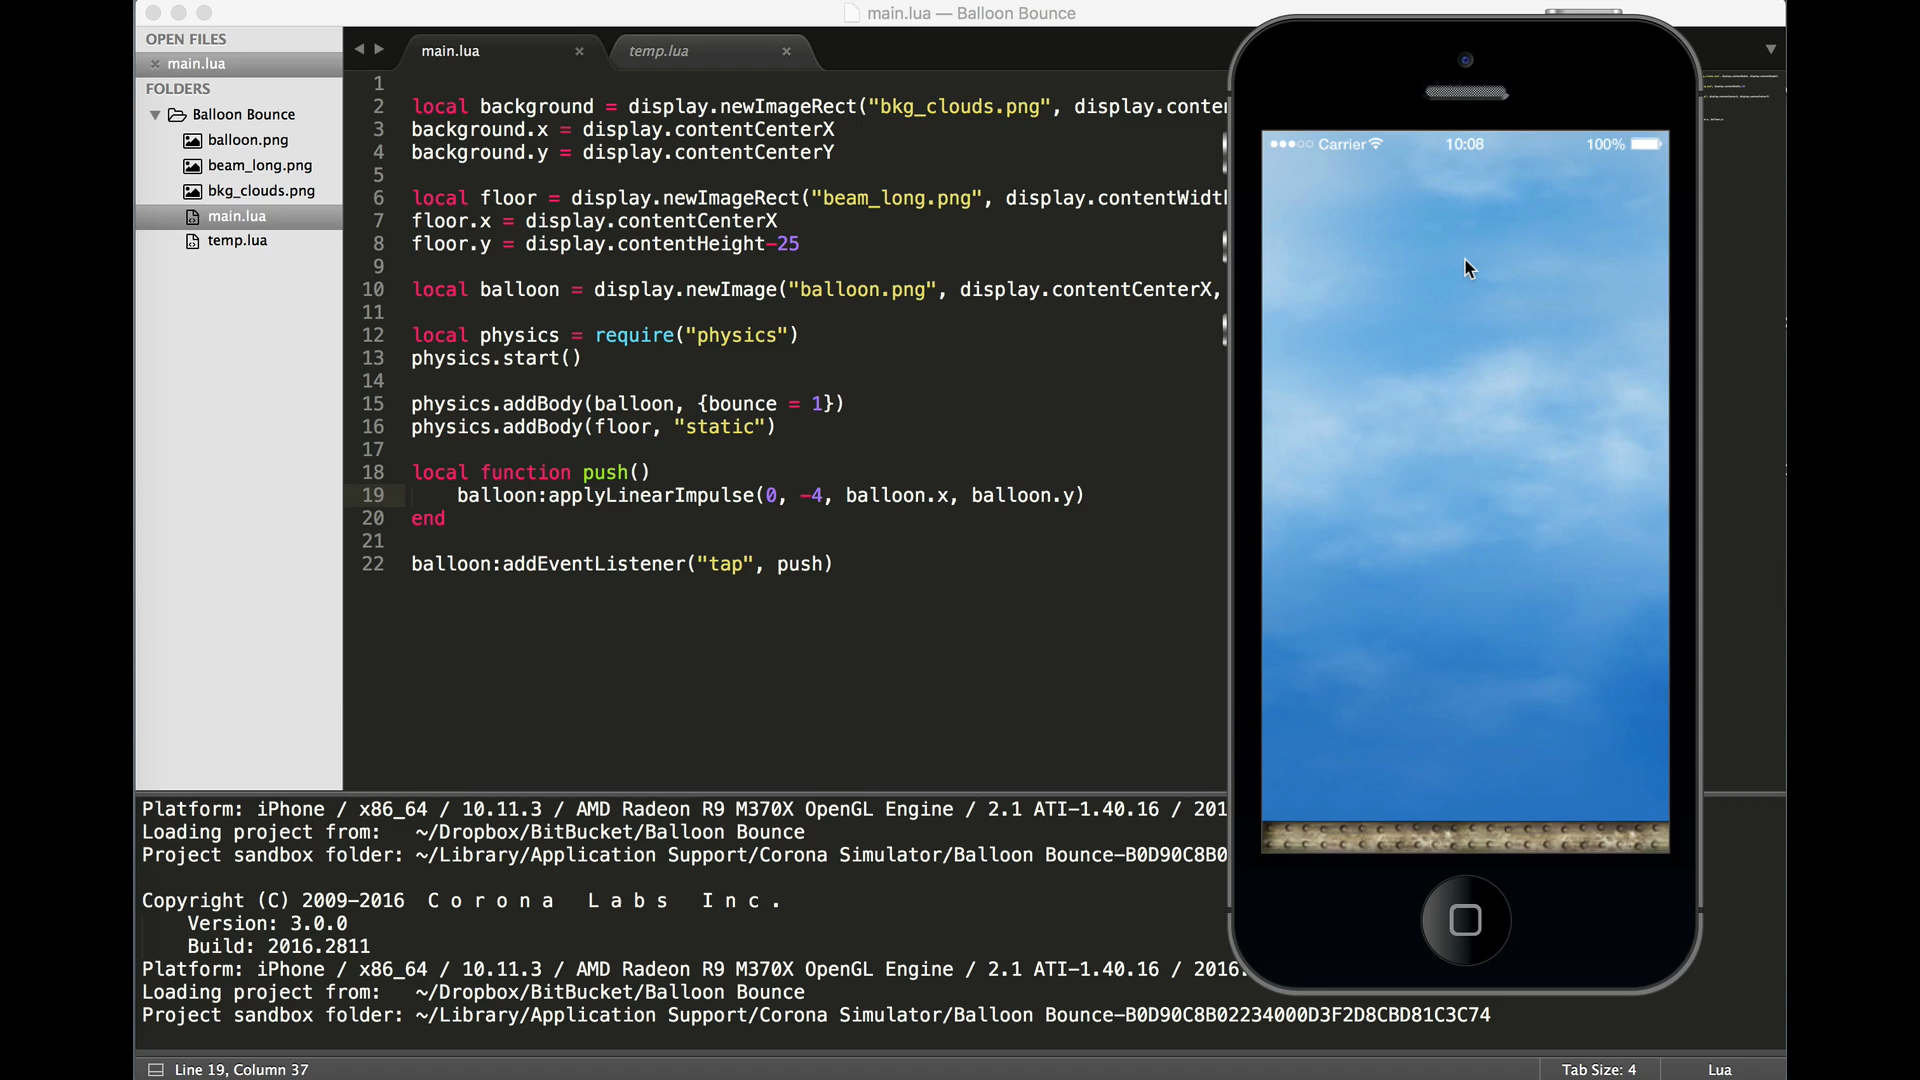 main.lua — Balloon Bounce
OPEN FILES
main.lua
FOLDERS
Balloon Bounce
balloon.png
beam_long.png
bkg_clouds.png
main.lua
temp.lua
main.lua
temp.lua
1
2 local background = display.newImageRect("bkg_clouds.png", display.conten
3 background.x = display.contentCenterX
4 background.y = display.contentCenterY
5
6 local floor = display.newImageRect("beam_long.png", display.contentWidth
7 floor.x = display.contentCenterX
8 floor.y = display.contentHeight-25
9
10 local balloon = display.newImage("balloon.png", display.contentCenterX,
11
12 local physics = require("physics")
13 physics.start()
14
15 physics.addBody(balloon, {bounce = 1})
16 physics.addBody(floor, "static")
17
18 local function push()
19 balloon:applyLinearImpulse(0, -4, balloon.x, balloon.y)
20 end
21
22 balloon:addEventListener("tap", push)
Carrier 10:08 100%
Platform: iPhone / x86_64 / 10.11.3 / AMD Radeon R9 M370X OpenGL Engine / 2.1 ATI-1.40.16 / 201
Loading project from: ~/Dropbox/BitBucket/Balloon Bounce
Project sandbox folder: ~/Library/Application Support/Corona Simulator/Balloon Bounce-B0D90C8B0
Copyright (C) 2009-2016 C o r o n a L a b s I n c .
Version: 3.0.0
Build: 2016.2811
Platform: iPhone / x86_64 / 10.11.3 / AMD Radeon R9 M370X OpenGL Engine / 2.1 ATI-1.40.16 / 2016.
Loading project from: ~/Dropbox/BitBucket/Balloon Bounce
Project sandbox folder: ~/Library/Application Support/Corona Simulator/Balloon Bounce-B0D90C8B02234000D3F2D8CBD81C3C74
Line 19, Column 37
Tab Size: 4
Lua